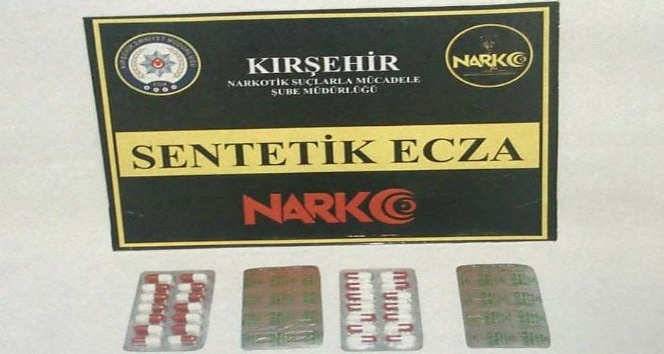 KIRŞEHİR
NARKOTİK SUÇLARLA MÜCADELE
ŞUBE MÜDÜRLÜĞÜ
NARKO
SENTETİK ECZA
NARKO